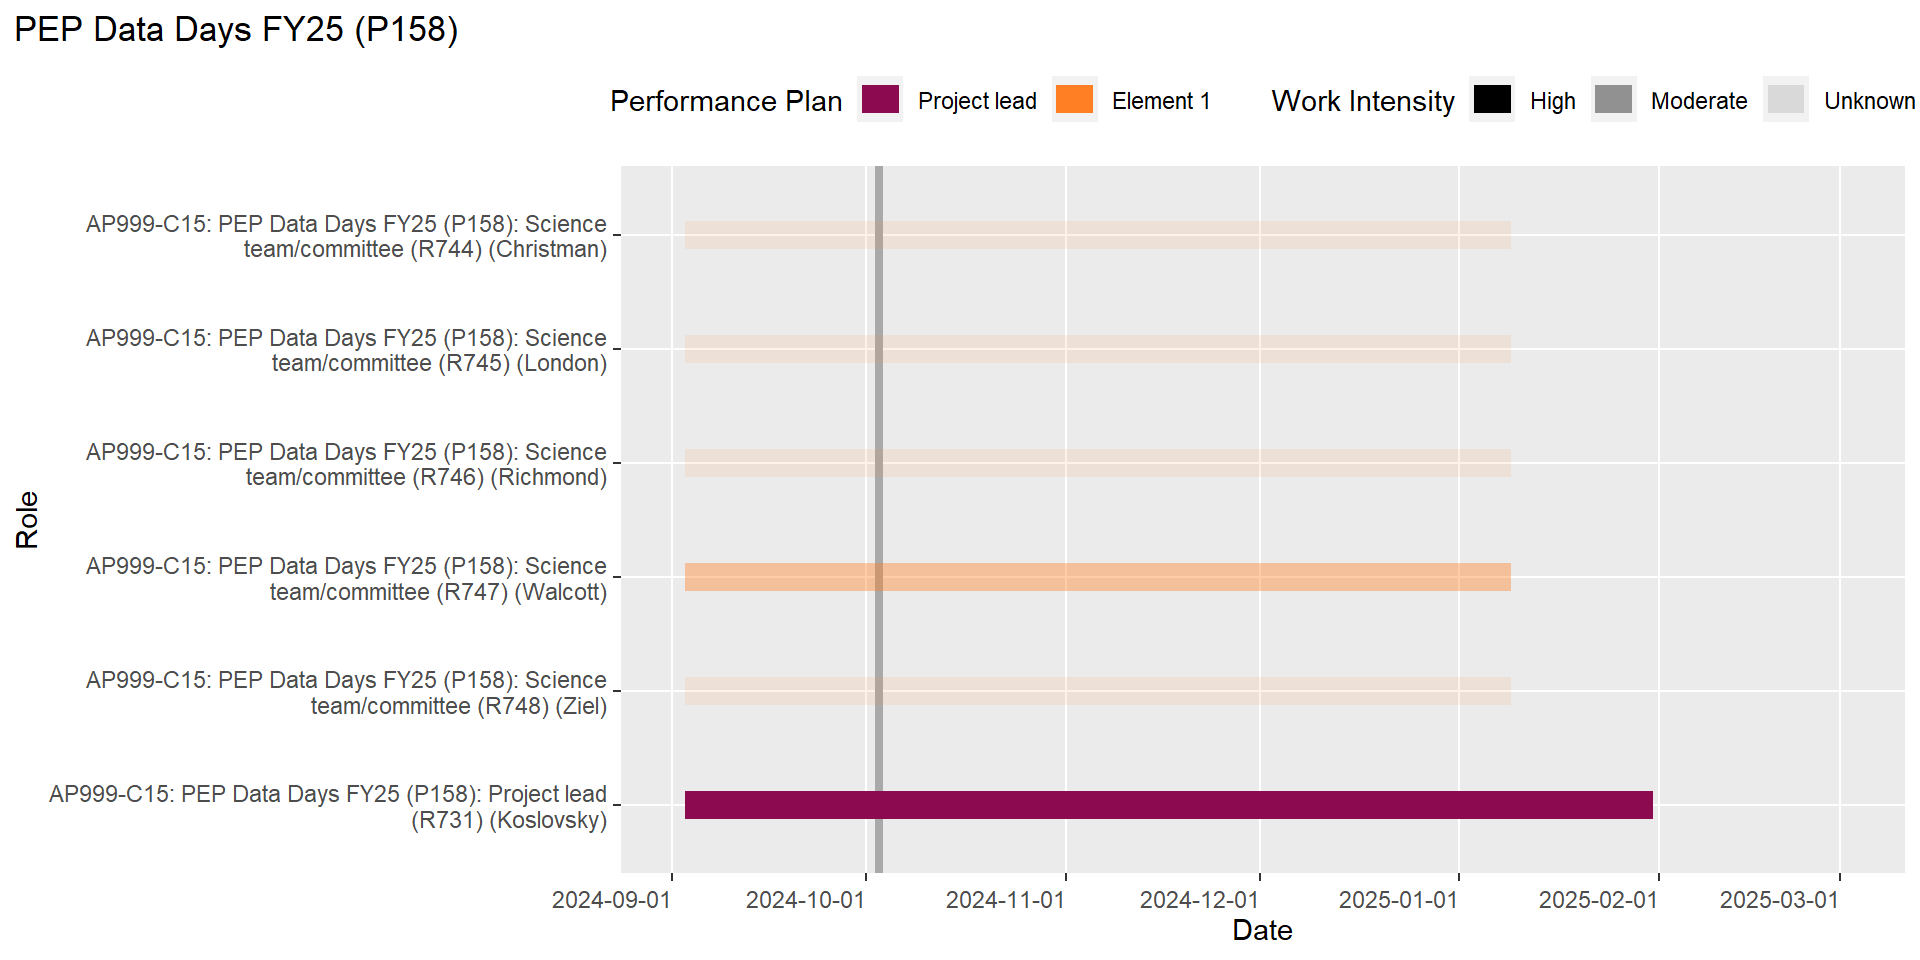 PEP Data Days FY25 (P158)
Performance Plan Project lead Element 1 Work Intensity High Moderate Unknown
AP999-C15: PEP Data Days FY25 (P158): Science
team/committee (R744) (Christman)
AP999-C15: PEP Data Days FY25 (P158): Science
team/committee (R745) (London)
AP999-C15: PEP Data Days FY25 (P158): Science
team/committee (R746) (Richmond)
Role
AP999-C15: PEP Data Days FY25 (P158): Science
team/committee (R747) (Walcott)
AP999-C15: PEP Data Days FY25 (P158): Science
team/committee (R748) (Ziel)
AP999-C15: PEP Data Days FY25 (P158): Project lead
(R731) (Koslovsky)
2024-09-01 2024-10-01 2024-11-01 2024-12-01 2025-01-01 2025-02-01 2025-03-01
Date